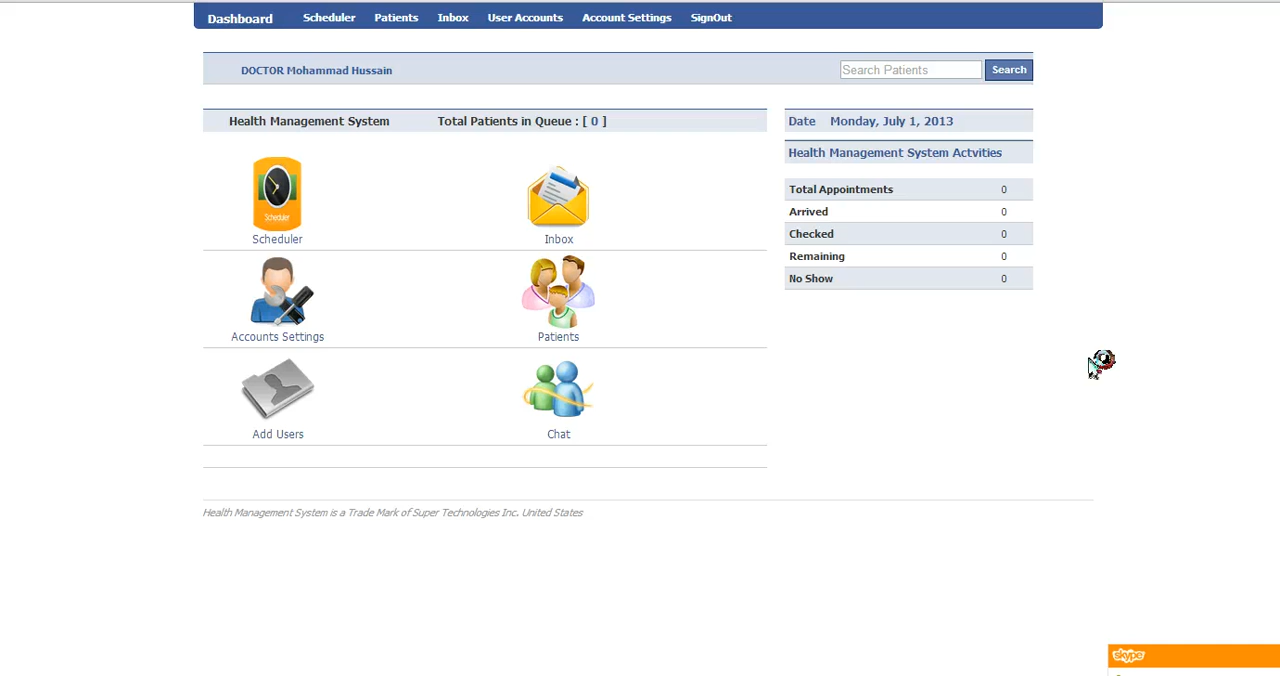 Dashboard Scheduler Patients Inbox User Accounts Account Settings SignOut
DOCTOR Mohammad Hussain Search Patients Search
Health Management System Total Patients in Queue : [ 0 ] Date Monday, July 1, 2013
Health Management System Actvities
Total Appointments 0
Arrived 0
Checked 0
Remaining 0
No Show 0
Scheduler
Scheduler Inbox
Accounts Settings Patients
Add Users Chat
Health Management System is a Trade Mark of Super Technologies Inc. United States
skype